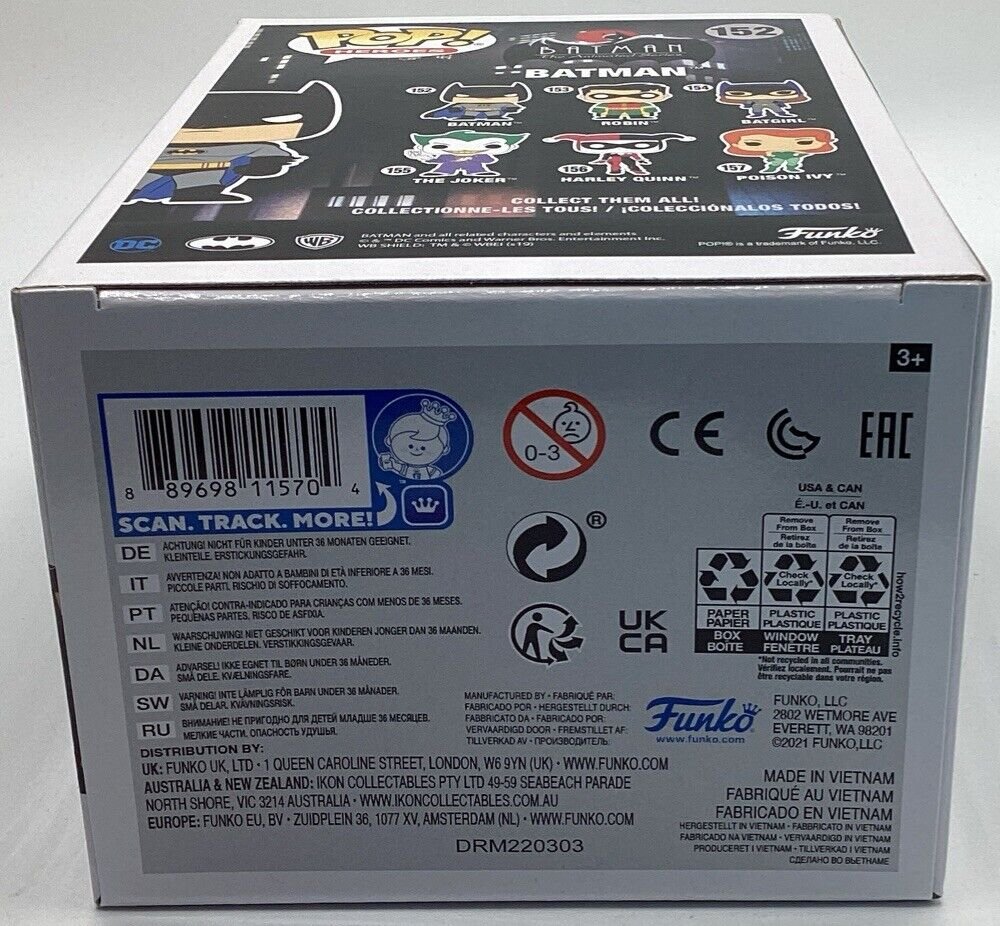 POP!
HEROES
BATMAN
The Animated Series
152
BATMAN™
152
BATMAN™
153
ROBIN™
154
BATGIRL™
155
THE JOKER™
156
HARLEY QUINN™
157
POISON IVY™
COLLECT THEM ALL!
COLLECTIONNE-LES TOUS! / ¡COLECCIÓNALOS TODOS!
DC
WB
BATMAN and all related characters and elements
© & ™ DC Comics and Warner Bros. Entertainment Inc.
WB SHIELD: TM & © WBEI (s19)
Funko
POP!® is a trademark of Funko, LLC.
3+
8 89698 11570 4
SCAN. TRACK. MORE!
0-3
CE
EAC
®
UK
CA
USA & CAN
É.-U. et CAN
Remove From Box
Retirez de la boîte
Remove From Box
Retirez de la boîte
Check Locally*
Check Locally*
PAPER
PAPIER
BOX
BOÎTE
PLASTIC
PLASTIQUE
WINDOW
FENÊTRE
PLASTIC
PLASTIQUE
TRAY
PLATEAU
how2recycle.info
*Not recycled in all communities.
Vérifiez localement. Pourrait ne pas
être recyclable dans votre région.
DE ACHTUNG! NICHT FÜR KINDER UNTER 36 MONATEN GEEIGNET.
KLEINTEILE. ERSTICKUNGSGEFAHR.
IT AVVERTENZA! NON ADATTO A BAMBINI DI ETÀ INFERIORE A 36 MESI.
PICCOLE PARTI. RISCHIO DI SOFFOCAMENTO.
PT ATENÇÃO! CONTRA-INDICADO PARA CRIANÇAS COM MENOS DE 36 MESES.
PEQUENAS PARTES. RISCO DE ASFIXIA.
NL WAARSCHUWING! NIET GESCHIKT VOOR KINDEREN JONGER DAN 36 MAANDEN.
KLEINE ONDERDELEN. VERSTIKKINGSGEVAAR.
DA ADVARSEL! IKKE EGNET TIL BØRN UNDER 36 MÅNEDER.
SMÅ DELE. KVÆLNINGSFARE.
SW VARNING! INTE LÄMPLIG FÖR BARN UNDER 36 MÅNADER.
SMÅ DELAR. KVÄVNINGSRISK.
RU ВНИМАНИЕ! НЕ ПРИГОДНО ДЛЯ ДЕТЕЙ МЛАДШЕ 36 МЕСЯЦЕВ.
МЕЛКИЕ ЧАСТИ. ОПАСНОСТЬ УДУШЬЯ.
MANUFACTURED BY • FABRIQUÉ PAR:
FABRICADO POR • HERGESTELLT DURCH:
FABBRICATO DA • FABRICADO POR:
VERVAARDIGD DOOR • FREMSTILLET AF:
TILLVERKAD AV • ПРОИЗВОДИТЕЛЬ:
Funko
www.funko.com
FUNKO, LLC
2802 WETMORE AVE
EVERETT, WA 98201
©2021 FUNKO,LLC
DISTRIBUTION BY:
UK: FUNKO UK, LTD • 1 QUEEN CAROLINE STREET, LONDON, W6 9YN (UK) • WWW.FUNKO.COM
AUSTRALIA & NEW ZEALAND: IKON COLLECTABLES PTY LTD 49-59 SEABEACH PARADE
NORTH SHORE, VIC 3214 AUSTRALIA • WWW.IKONCOLLECTABLES.COM.AU
EUROPE: FUNKO EU, BV • ZUIDPLEIN 36, 1077 XV, AMSTERDAM (NL) • WWW.FUNKO.COM
DRM220303
MADE IN VIETNAM
FABRIQUÉ AU VIETNAM
FABRICADO EN VIETNAM
HERGESTELLT IN VIETNAM • FABBRICATO IN VIETNAM
FABRICADO NA VIETNAM • VERVAARDIGD IN VIETNAM
PRODUCERET I VIETNAM • TILLVERKAD I VIETNAM
СДЕЛАНО ВО ВЬЕТНАМЕ